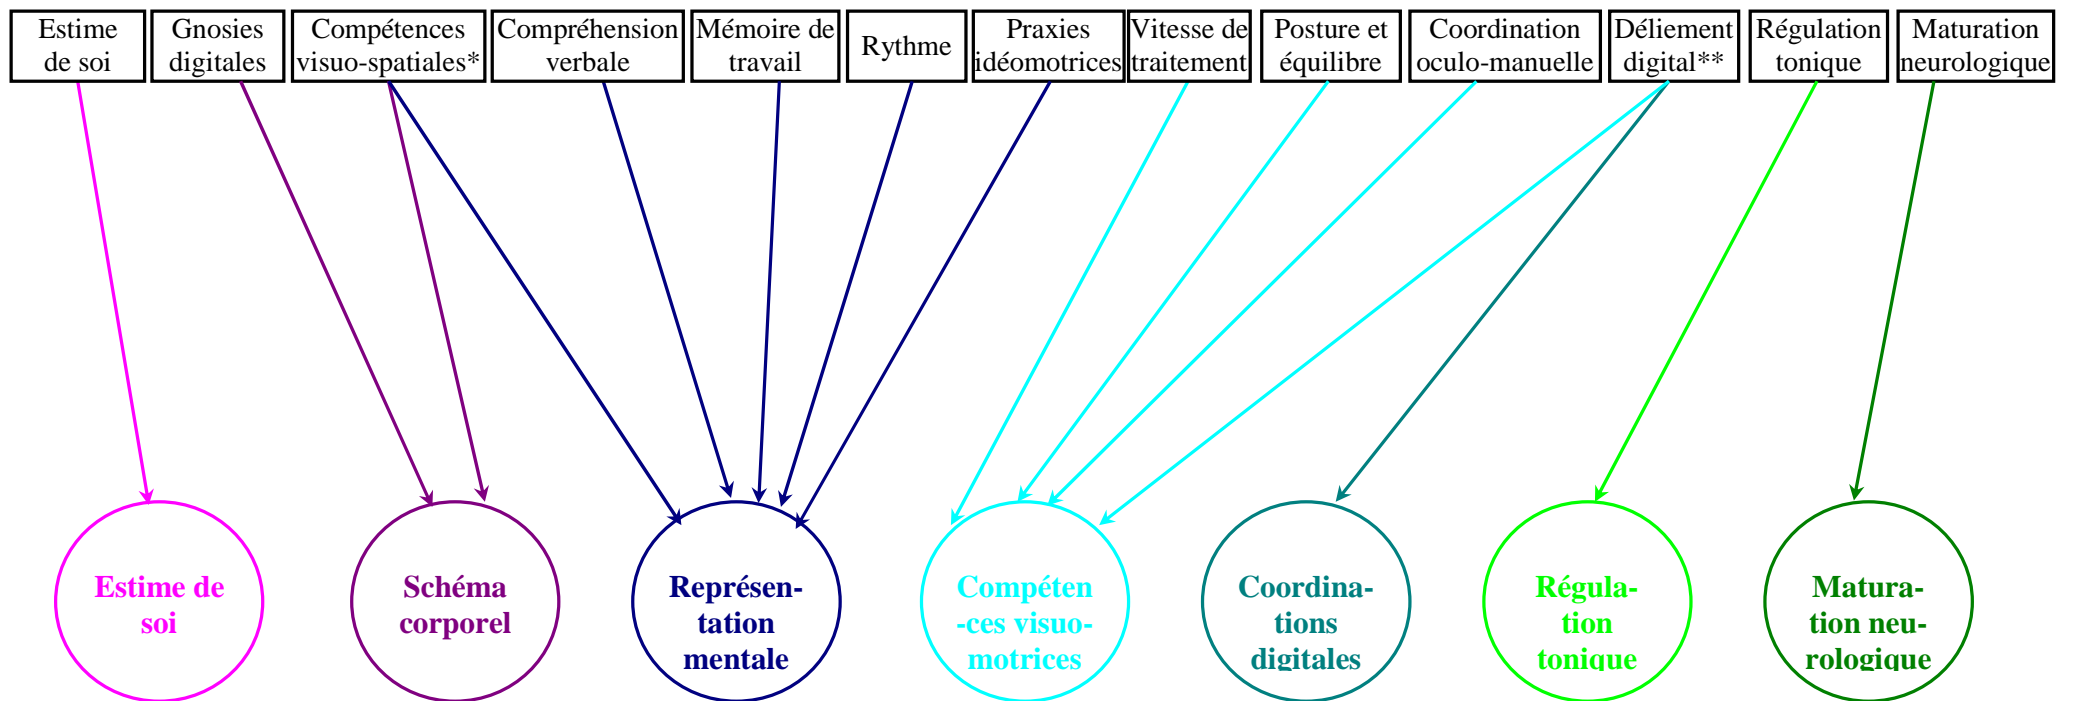 Estime
de soi
Gnosies
digitales
Compétences
visuo-spatiales*
Compréhension
verbale
Mémoire de
travail
Rythme
Praxies
idéomotrices
Vitesse de
traitement
Posture et
équilibre
Coordination
oculo-manuelle
Déliement
digital**
Régulation
tonique
Maturation
neurologique
Estime de
soi
Schéma
corporel
Représen-
tation
mentale
Compéten
-ces visuo-
motrices
Coordina-
tions
digitales
Régula-
tion
tonique
Matura-
tion neu-
rologique